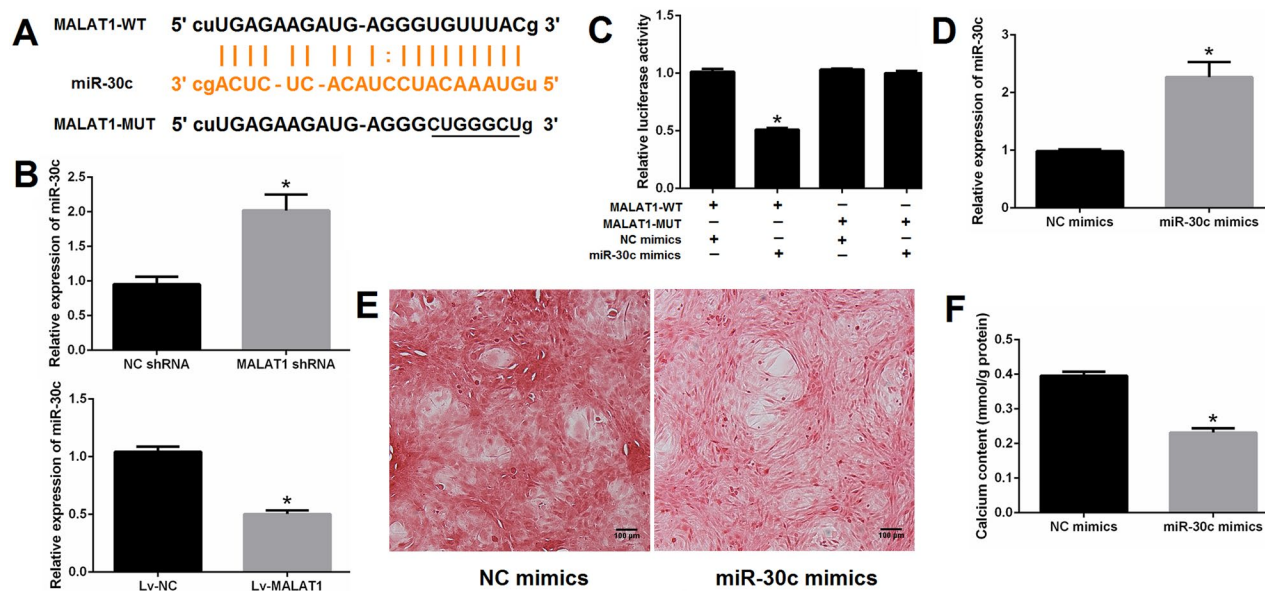 A
MALAT1-WT 5' cuUGAGAAGAUG-AGGGUGUUUACg 3'
miR-30c 3' cgACUC - UC - ACAUCCUACAAAUGu 5'
MALAT1-MUT 5' cuUGAGAAGAUG-AGGGCUGGGCUg 3'
B
Relative expression of miR-30c
2.5
2.0
1.5
1.0
0.5
0.0
*
NC shRNA MALAT1 shRNA
Relative expression of miR-30c
1.5
1.0
0.5
0.0
*
Lv-NC Lv-MALAT1
C
Relative luciferase activity
1.5
1.0
0.5
0.0
*
MALAT1-WT + + – –
MALAT1-MUT – – + +
NC mimics + – + –
miR-30c mimics – + – +
D
Relative expression of miR-30c
3
2
1
0
*
NC mimics miR-30c mimics
E
100 μm
100 μm
NC mimics miR-30c mimics
F
Calcium content (mmol/g protein)
0.5
0.4
0.3
0.2
0.1
0.0
*
NC mimics miR-30c mimics